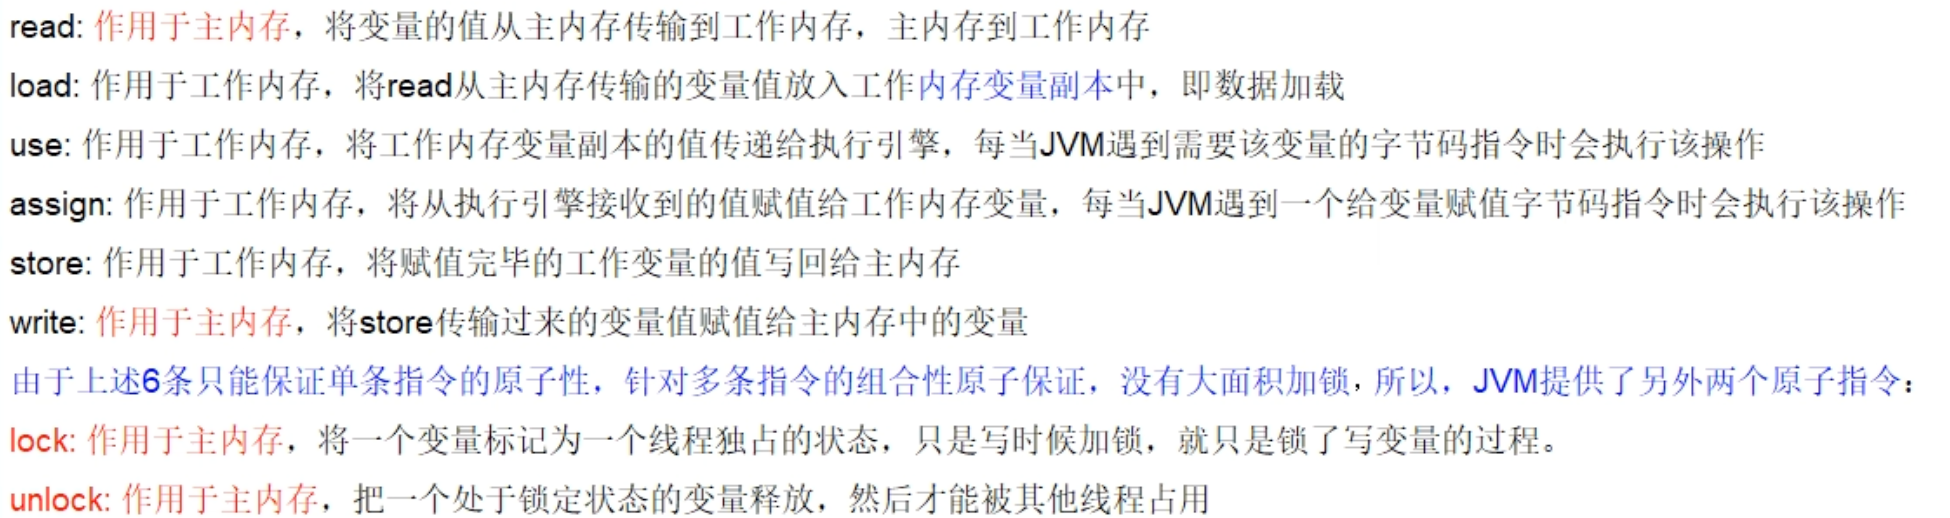 read: 作用于主内存，将变量的值从主内存传输到工作内存，主内存到工作内存
load: 作用于工作内存，将read从主内存传输的变量值放入工作内存变量副本中，即数据加载
use: 作用于工作内存，将工作内存变量副本的值传递给执行引擎，每当JVM遇到需要该变量的字节码指令时会执行该操作
assign: 作用于工作内存，将从执行引擎接收到的值赋值给工作内存变量，每当JVM遇到一个给变量赋值字节码指令时会执行该操作
store: 作用于工作内存，将赋值完毕的工作变量的值写回给主内存
write: 作用于主内存，将store传输过来的变量值赋值给主内存中的变量
由于上述6条只能保证单条指令的原子性，针对多条指令的组合性原子保证，没有大面积加锁，所以，JVM提供了另外两个原子指令：
lock: 作用于主内存，将一个变量标记为一个线程独占的状态，只是写时候加锁，就只是锁了写变量的过程。
unlock: 作用于主内存，把一个处于锁定状态的变量释放，然后才能被其他线程占用